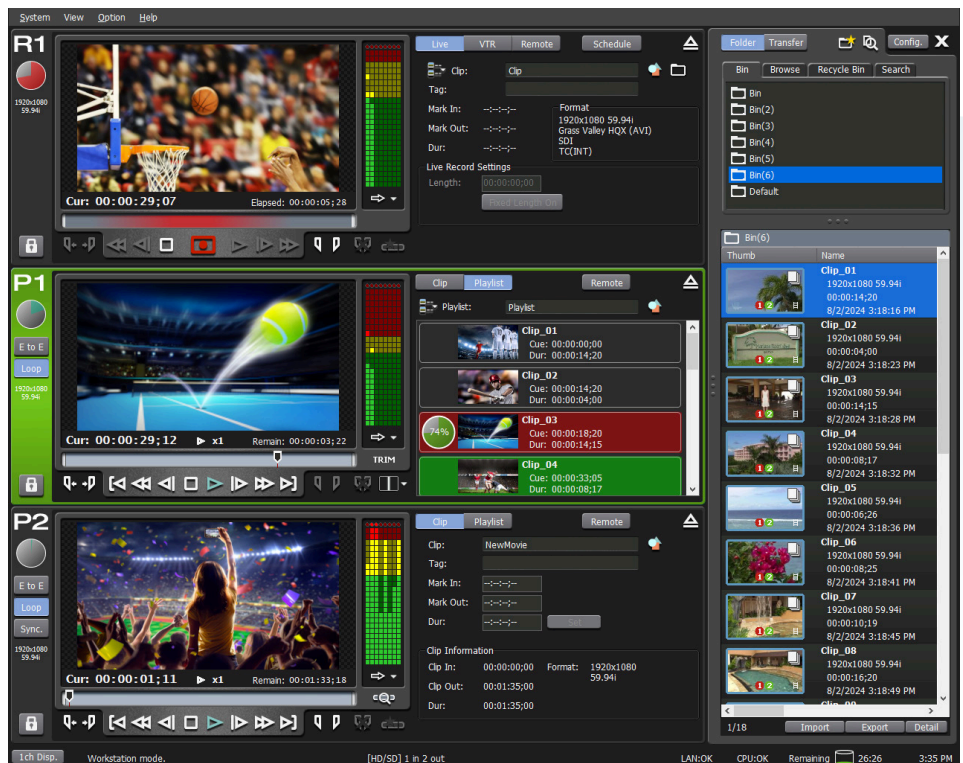 System View Option Help
R1
1920x1080
59.94i
Cur: 00:00:29;07 Elapsed: 00:00:05;28
Live VTR Remote Schedule
Clip: Clip
Tag:
Mark In: --:--:--;--
Mark Out: --:--:--;--
Dur: --:--:--;--
Format
1920x1080 59.94i
Grass Valley HQX (AVI)
SDI
TC(INT)
Live Record Settings
Length: 00:00:00;00
Fixed Length On
P1
E to E
Loop
1920x1080
59.94i
Cur: 00:00:29;12 x1 Remain: 00:00:03;22
TRIM
Clip Playlist Remote
Playlist: Playlist
Clip_01
Cue: 00:00:00;00
Dur: 00:00:14;20
Clip_02
Cue: 00:00:14;20
Dur: 00:00:04;00
74%
Clip_03
Cue: 00:00:18;20
Dur: 00:00:14;15
Clip_04
Cue: 00:00:33;05
Dur: 00:00:08;17
P2
E to E
Loop
Sync.
1920x1080
59.94i
Cur: 00:00:01;11 x1 Remain: 00:01:33;18
Clip Playlist Remote
Clip: NewMovie
Tag:
Mark In: --:--:--;--
Mark Out: --:--:--;--
Dur: --:--:--;-- Set
Clip Information
Clip In: 00:00:00;00 Format: 1920x1080
59.94i
Clip Out: 00:01:35;00
Dur: 00:01:35;00
Folder Transfer Config. X
Bin Browse Recycle Bin Search
Bin
Bin(2)
Bin(3)
Bin(4)
Bin(5)
Bin(6)
Default
Bin(6)
Thumb Name
Clip_01
1920x1080 59.94i
00:00:14;20
8/2/2024 3:18:16 PM
1 2
Clip_02
1920x1080 59.94i
00:00:04;00
8/2/2024 3:18:23 PM
1 2
Clip_03
1920x1080 59.94i
00:00:14;15
8/2/2024 3:18:28 PM
1 2
Clip_04
1920x1080 59.94i
00:00:08;17
8/2/2024 3:18:32 PM
1 2
Clip_05
1920x1080 59.94i
00:00:06;26
8/2/2024 3:18:36 PM
1 2
Clip_06
1920x1080 59.94i
00:00:08;25
8/2/2024 3:18:41 PM
1 2
Clip_07
1920x1080 59.94i
00:00:10;19
8/2/2024 3:18:45 PM
1 2
Clip_08
1920x1080 59.94i
00:00:16;20
8/2/2024 3:18:49 PM
1 2
1/18 Import Export Detail
1ch Disp. Workstation mode. [HD/SD] 1 in 2 out LAN:OK CPU:OK Remaining 26:26 3:35 PM